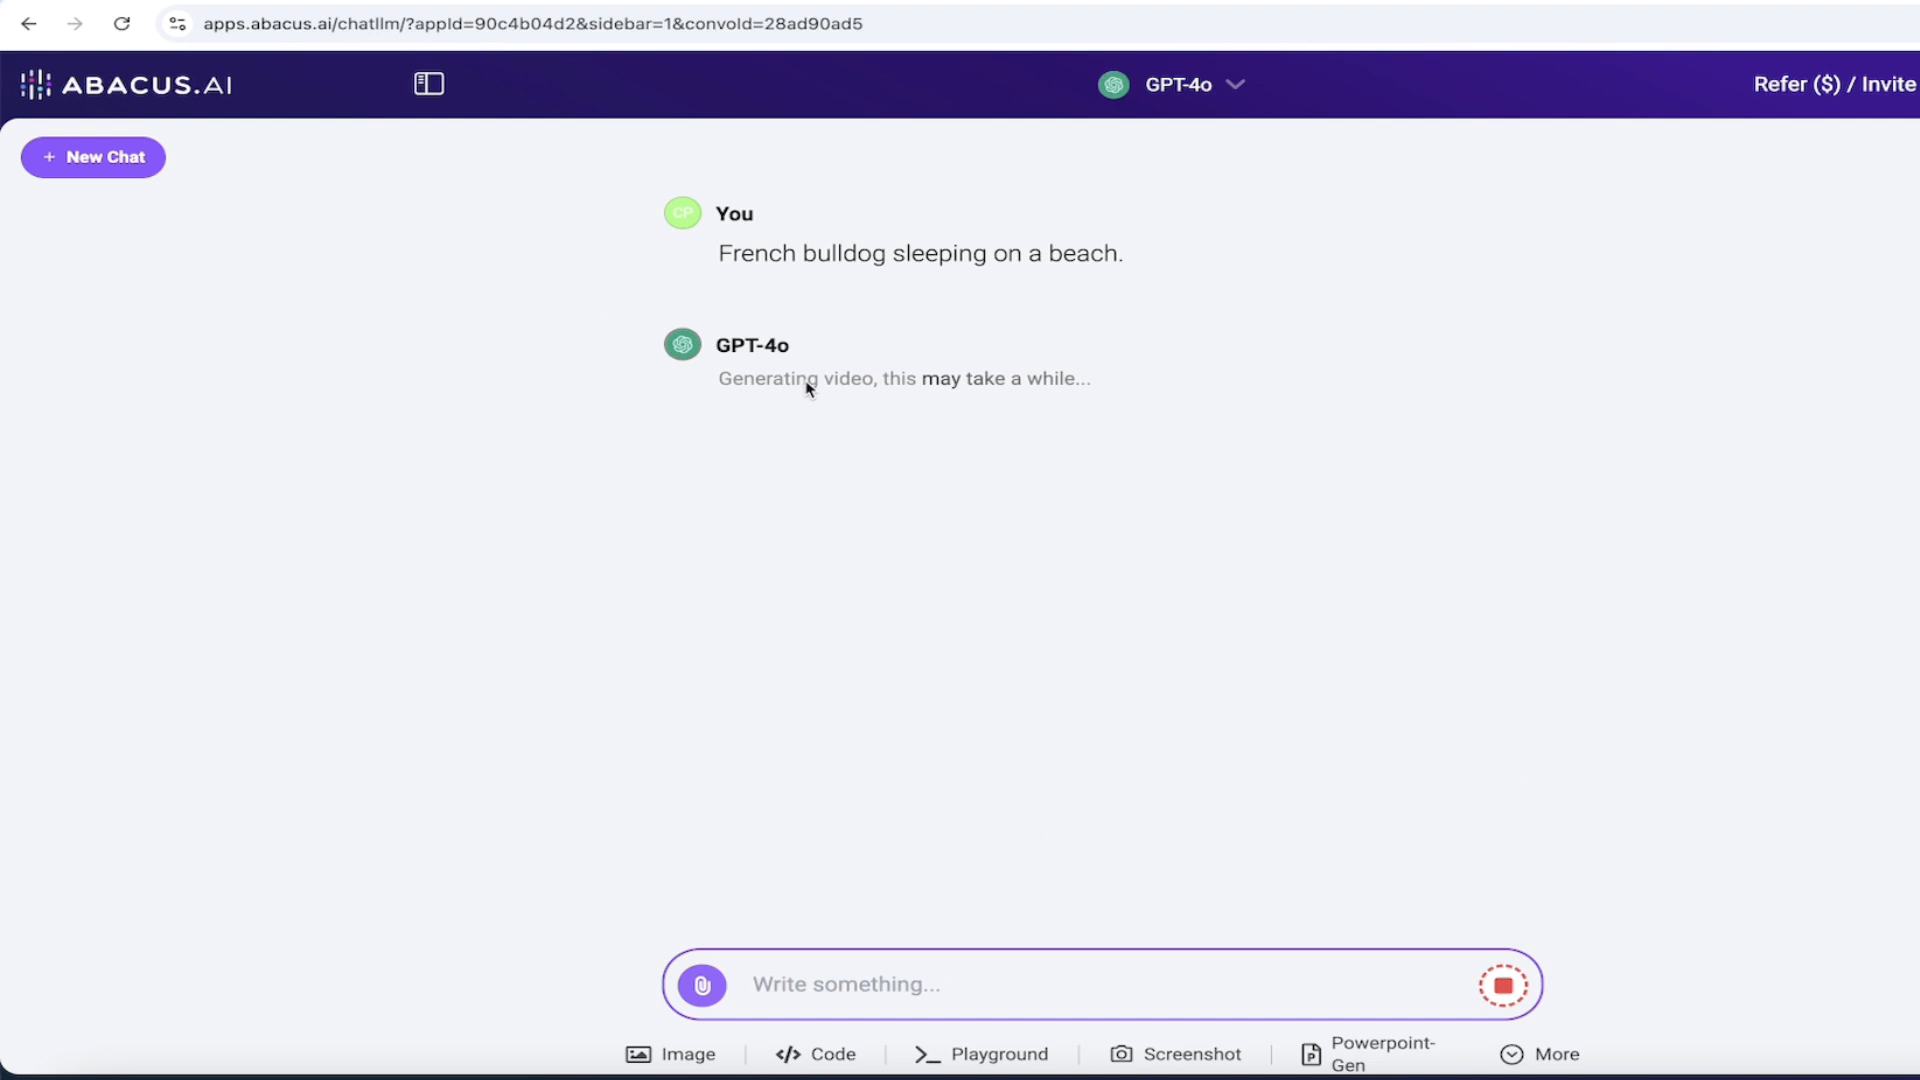 apps.abacus.ai/chatllm/?appId=90c4b04d2&sidebar=1&convoId=28ad90ad5
ABACUS.AI
GPT-4o
Refer ($) / Invite
+ New Chat
CP
You
French bulldog sleeping on a beach.
GPT-4o
Generating video, this may take a while...
Write something...
Image
</> Code
Playground
Screenshot
Powerpoint-
Gen
More